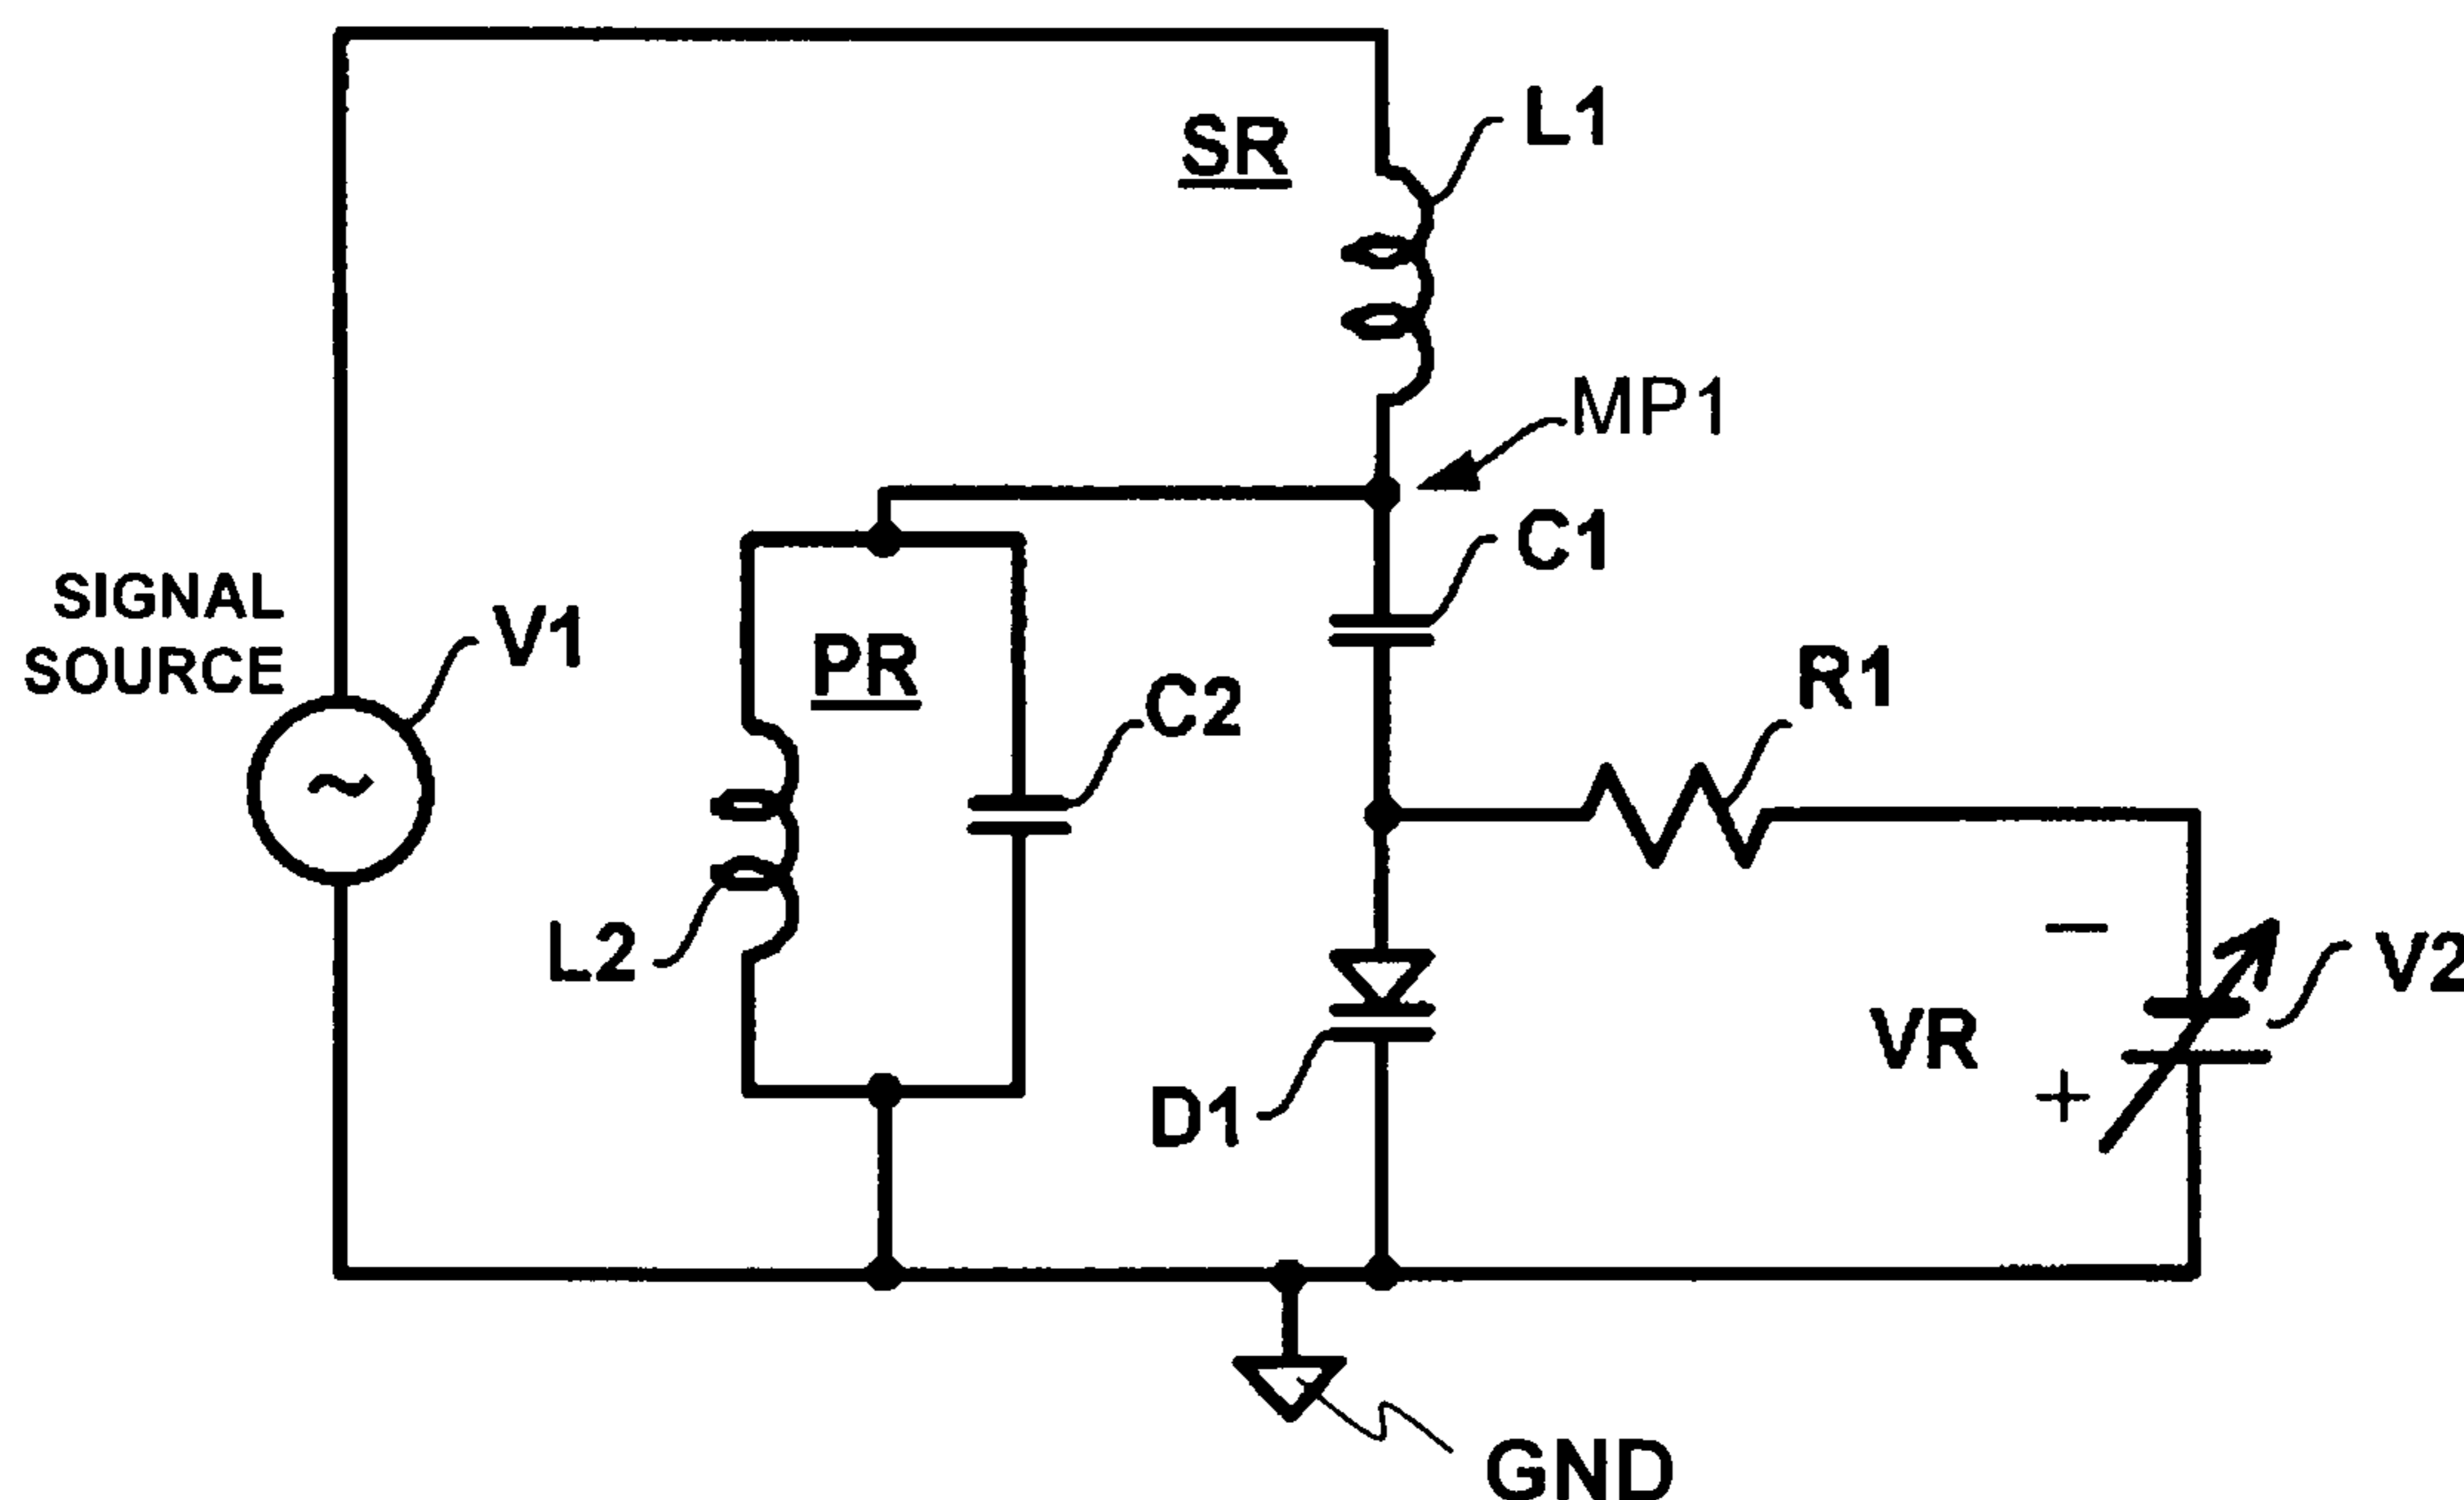 L1
SR
MP1
C1
SIGNAL
SOURCE
V1
PR
R1
C2
−
L2
V2
VR
+
D1
~
GND